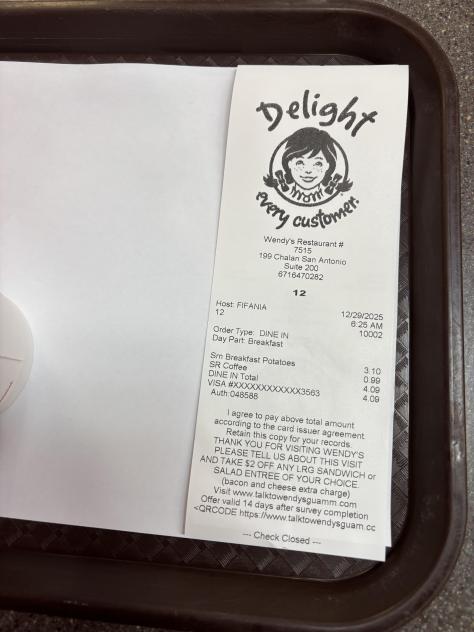 Delight
MOM
every customer.
Wendy's Restaurant #
7515
199 Chalan San Antonio
Suite 200
6716470282
12
Host: FIFANIA 12/29/2025
12 6:25 AM
10002
Order Type: DINE IN
Day Part: Breakfast
Srn Breakfast Potatoes 3.10
SR Coffee 0.99
DINE IN Total 4.09
VISA #XXXXXXXXXXXX3563 4.09
Auth:048588
I agree to pay above total amount
according to the card issuer agreement.
Retain this copy for your records
THANK YOU FOR VISITING WENDY'S
PLEASE TELL US ABOUT THIS VISIT
AND TAKE $2 OFF ANY LRG SANDWICH or
SALAD ENTREE OF YOUR CHOICE.
(bacon and cheese extra charge)
Visit www.talktowendysguamm.com
Offer valid 14 days after survey completion
<QRCODE https://www.talktowendysguam.cc
--- Check Closed ---